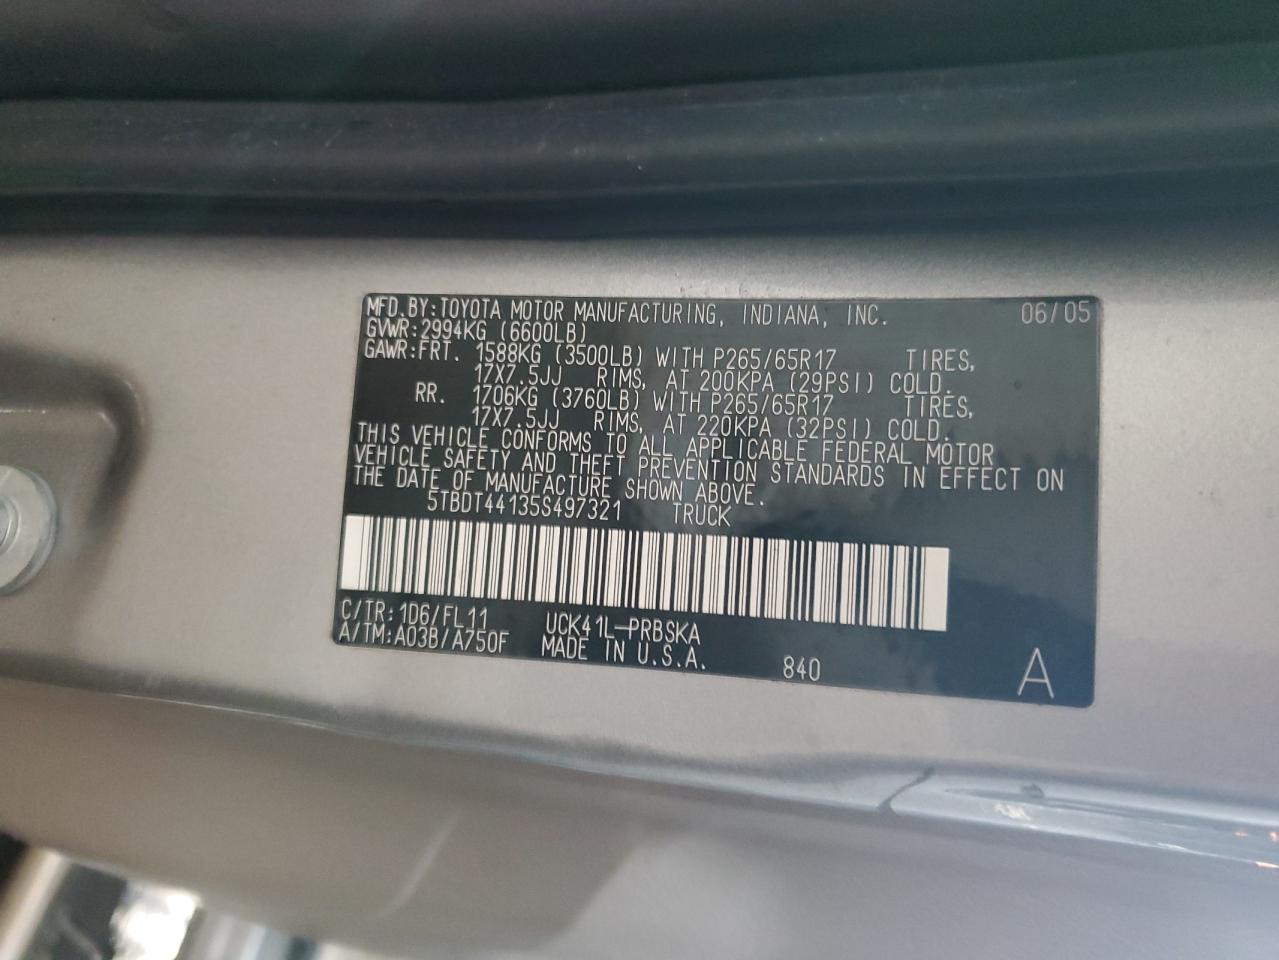 MFD.BY:TOYOTA MOTOR MANUFACTURING, INDIANA, INC. 06/05
GVWR:2994KG (6600LB)
GAWR:FRT. 1588KG (3500LB) WITH P265/65R17 TIRES,
17X7.5JJ RIMS, AT 200KPA (29PSI) COLD.
RR. 1706KG (3760LB) WITH P265/65R17 TIRES,
17X7.5JJ RIMS, AT 220KPA (32PSI) COLD.
THIS VEHICLE CONFORMS TO ALL APPLICABLE FEDERAL MOTOR
VEHICLE SAFETY AND THEFT PREVENTION STANDARDS IN EFFECT ON
THE DATE OF MANUFACTURE SHOWN ABOVE.
5TBDT44135S497321 TRUCK
C/TR:1D6/FL11 UCK41L-PRBSKA
A/TM:A03B/A750F MADE IN U.S.A. 840 A